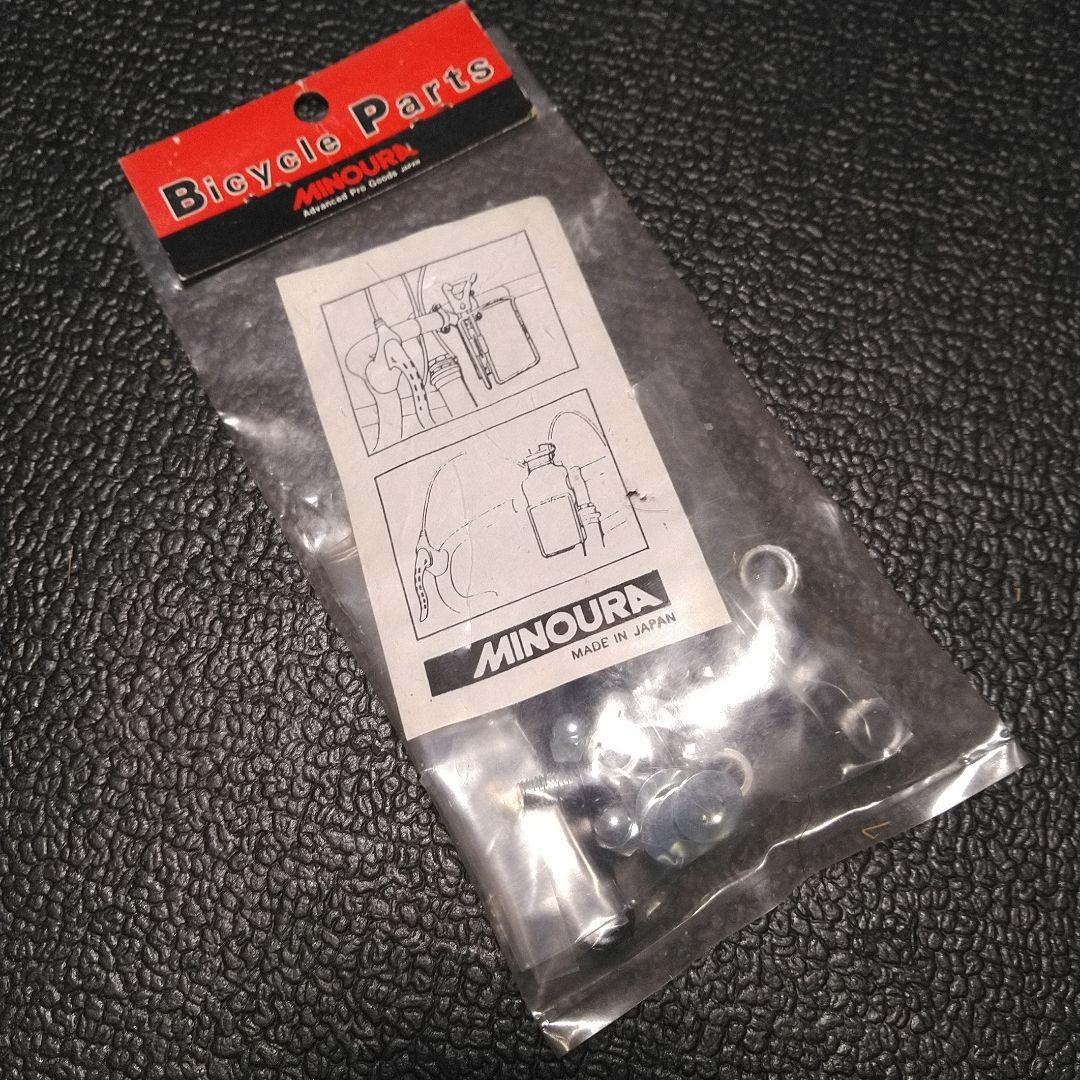 Bicycle Parts
MINOURA
Advanced Pro Goods JAPAN
MINOURA
MADE IN JAPAN